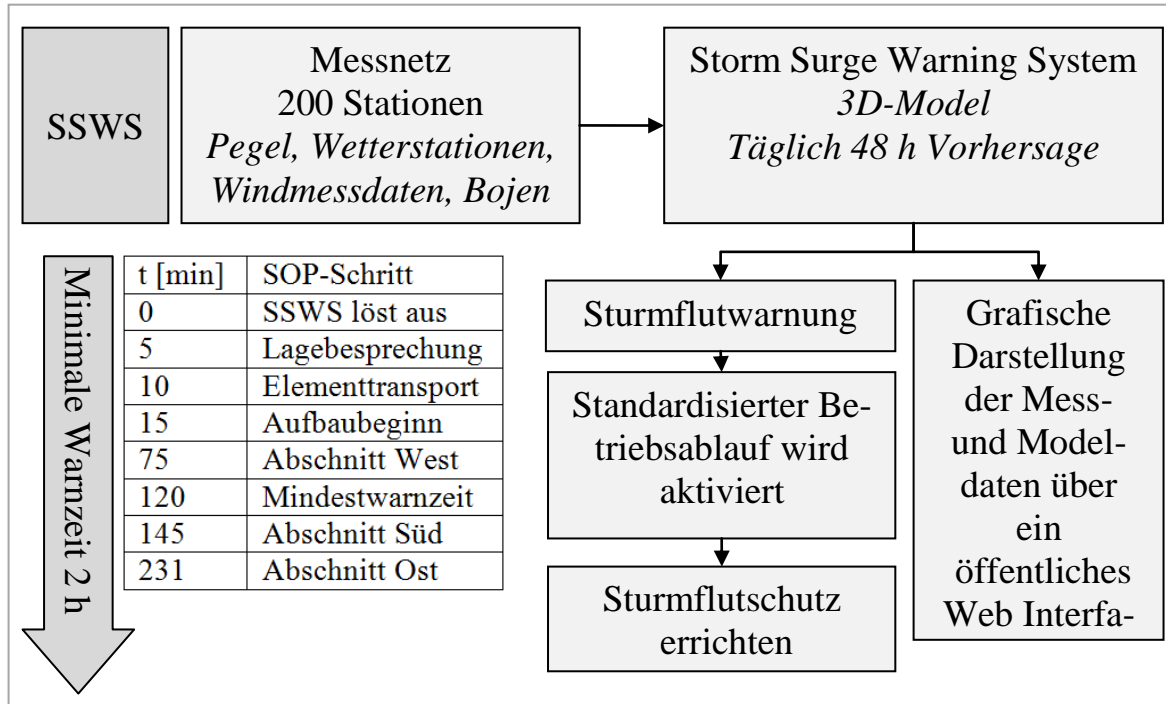 SSWS
Messnetz
200 Stationen
Pegel, Wetterstationen,
Windmessdaten, Bojen
Storm Surge Warning System
3D-Model
Täglich 48 h Vorhersage
Minimale Warnzeit 2 h
t [min] SOP-Schritt
0 SSWS löst aus
5 Lagebesprechung
10 Elementtransport
15 Aufbaubeginn
75 Abschnitt West
120 Mindestwarnzeit
145 Abschnitt Süd
231 Abschnitt Ost
Sturmflutwarnung
Standardisierter Be-
triebsablauf wird
aktiviert
Sturmflutschutz
errichten
Grafische
Darstellung
der Mess-
und Model-
daten über
ein
öffentliches
Web Interfa-